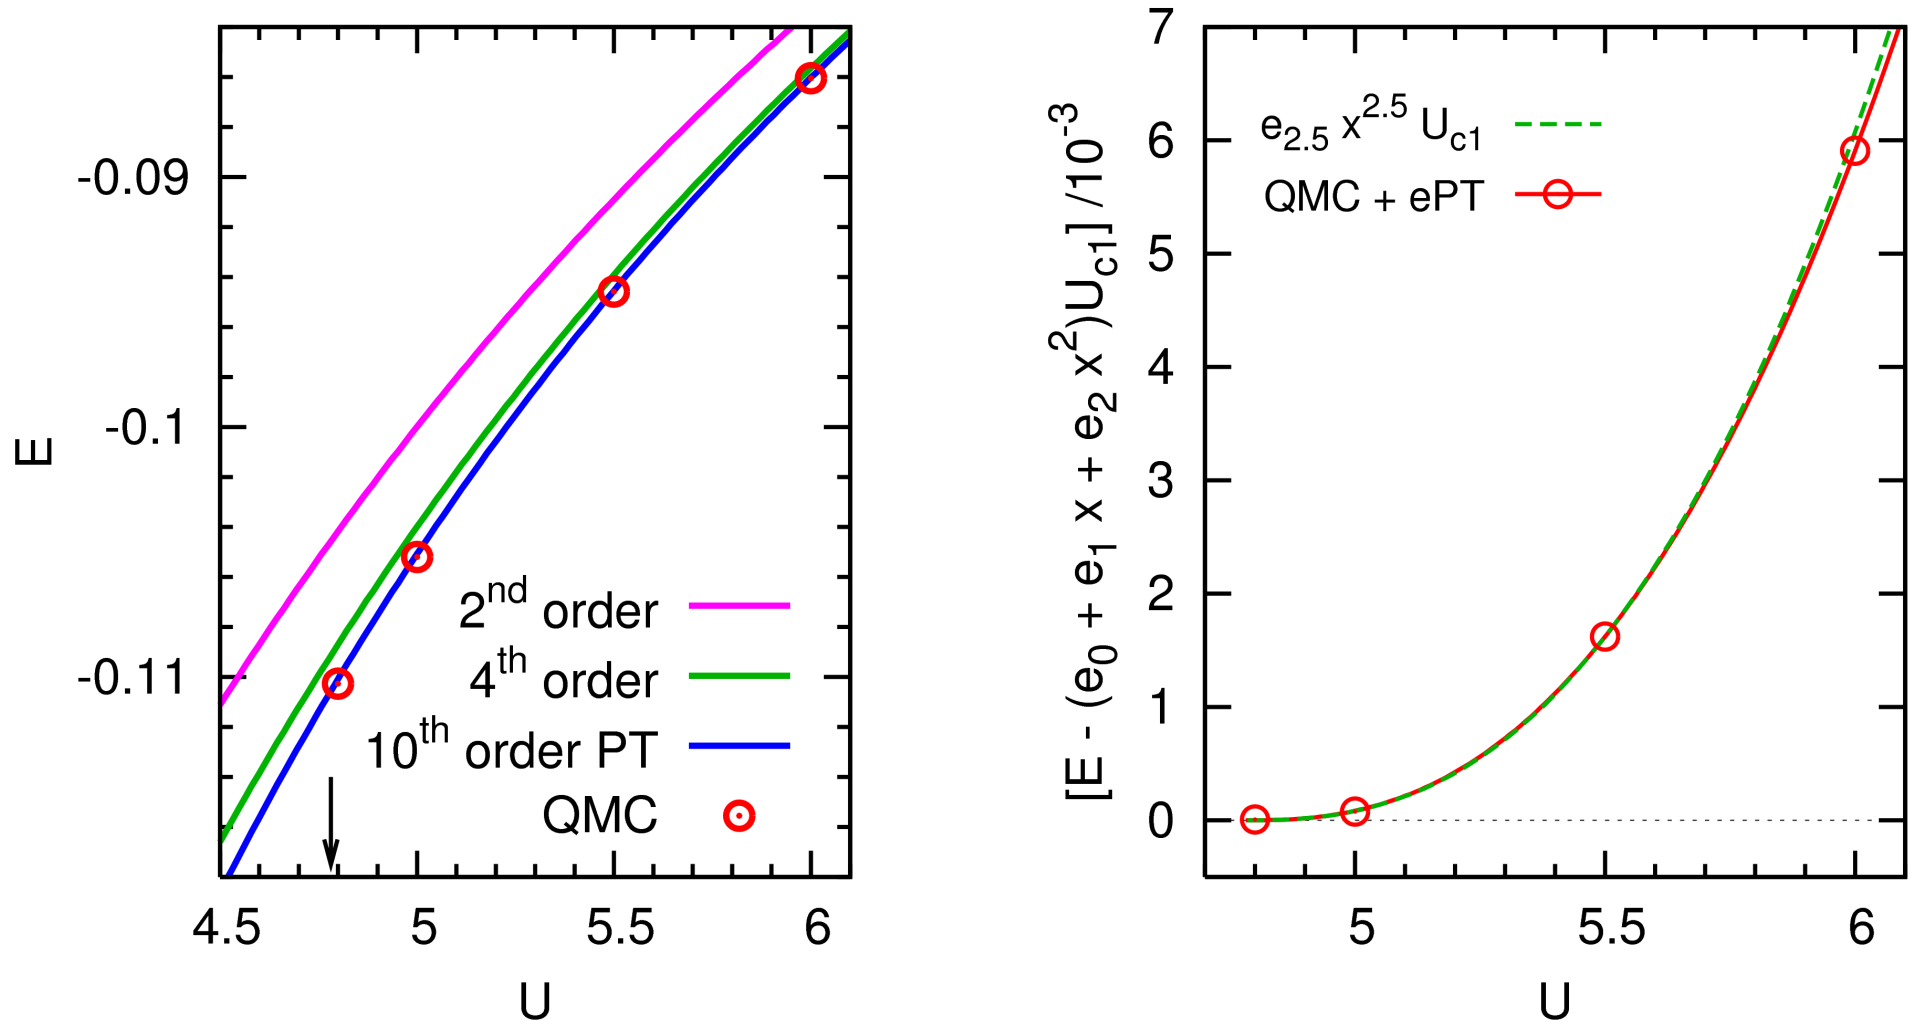 E
-0.09
-0.1
-0.11
2nd order
4th order
10th order PT
QMC
4.5 5 5.5 6
U
[E - (e0 + e1 x + e2 x2)Uc1] /10-3
7
6
5
4
3
2
1
0
e2.5 x2.5 Uc1
QMC + ePT
5 5.5 6
U